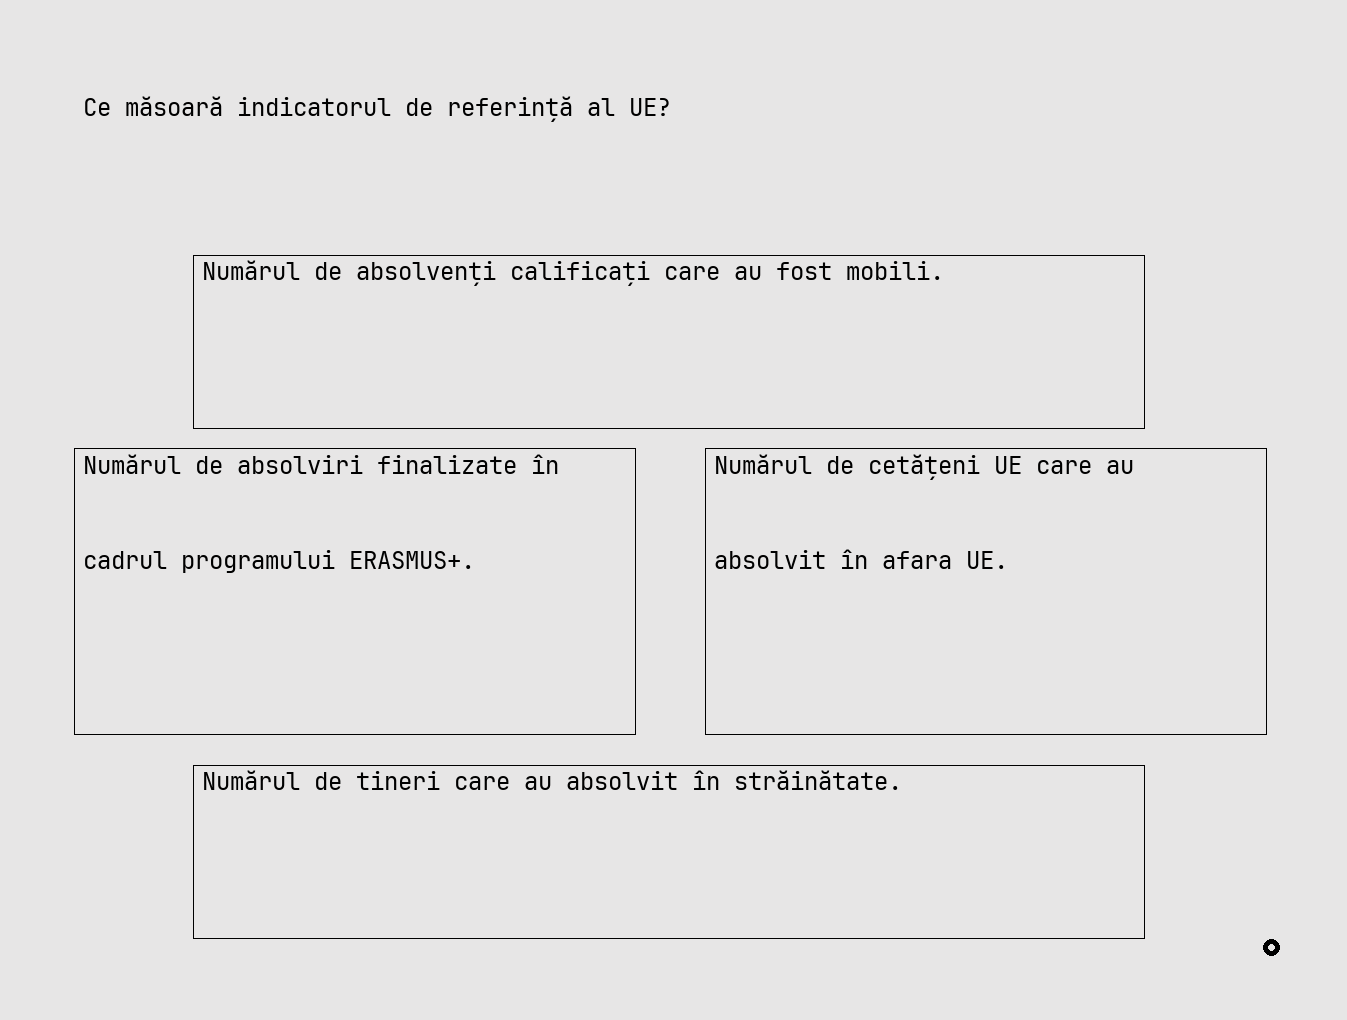 Ce măsoară indicatorul de referință al UE?
Numărul de absolvenți calificați care au fost mobili.
Numărul de absolviri finalizate în
cadrul programului ERASMUS+.
Numărul de cetățeni UE care au
absolvit în afara UE.
Numărul de tineri care au absolvit în străinătate.